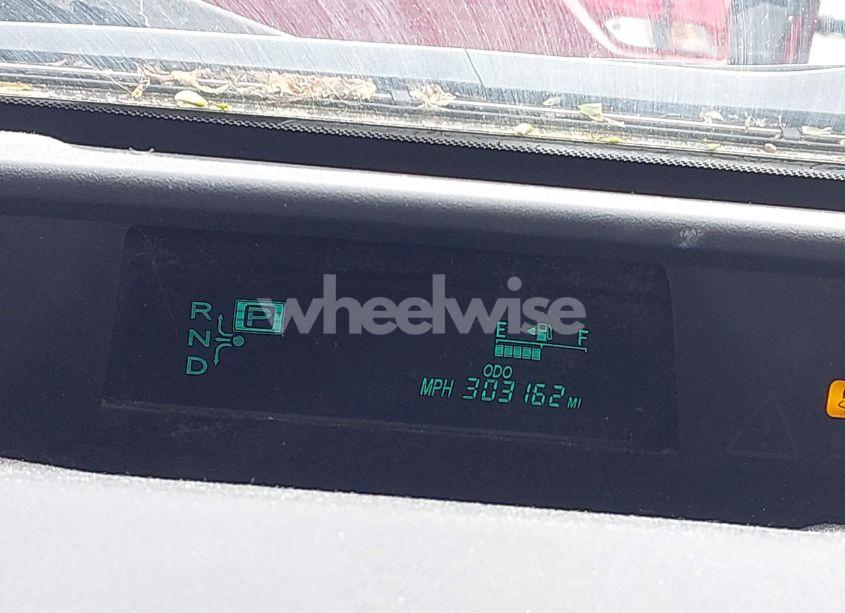 wheelwise
R
P
N
D
E F
ODO
MPH 303162 MI